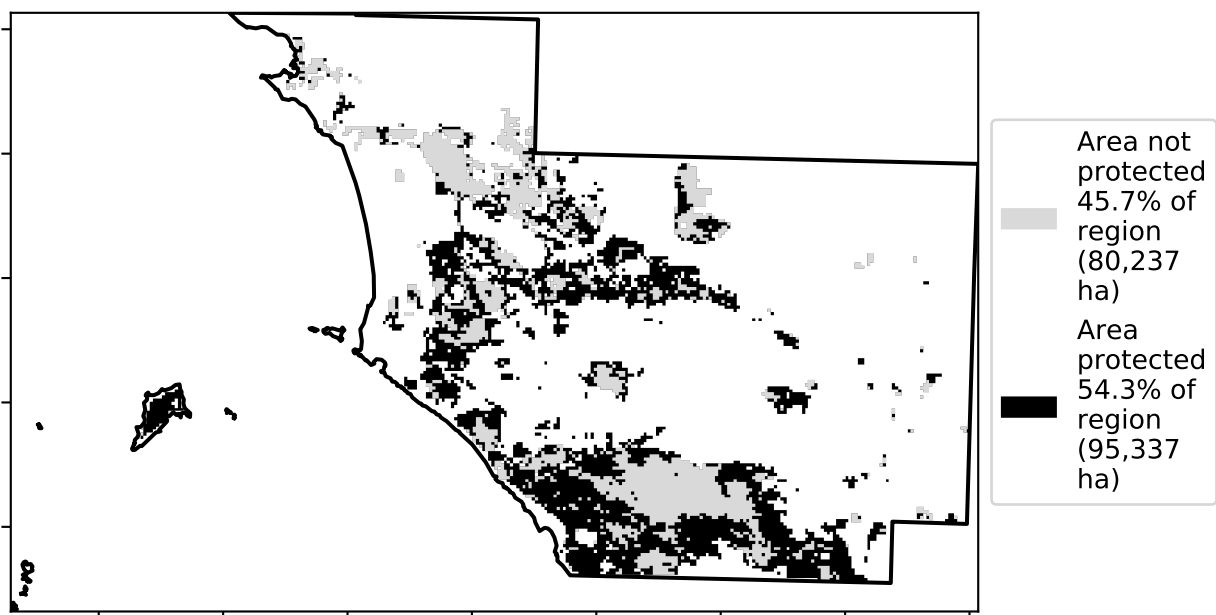 Area not
protected
45.7% of
region
(80,237
ha)
Area
protected
54.3% of
region
(95,337
ha)